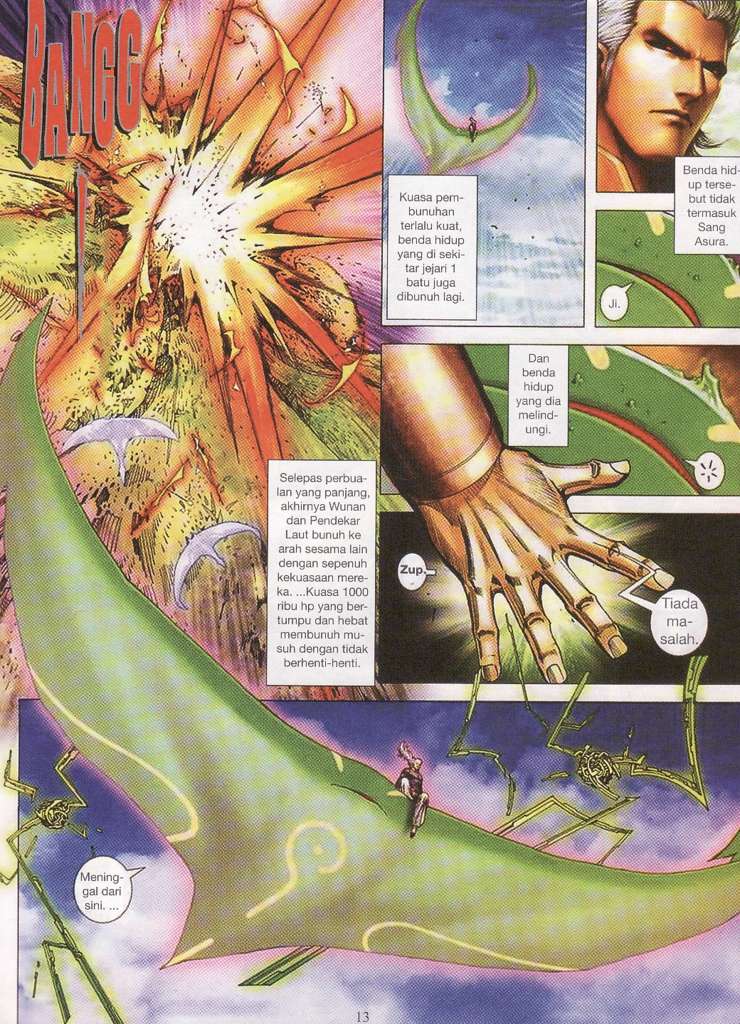 BANGG
Kuasa pem-
bunuhan
terlalu kuat,
benda hidup
yang di seki-
tar jejari 1
batu juga
dibunuh lagi.
Benda hid-
up terse-
but tidak
termasuk
Sang
Asura.
Ji.
Selepas perbua-
lan yang panjang,
akhirnya Wunan
dan Pendekar
Laut bunuh ke
arah sesama lain
dengan sepenuh
kekuasaan mere-
ka. ...Kuasa 1000
ribu hp yang ber-
tumpu dan hebat
membunuh mu-
suh dengan tidak
berhenti-henti.
Dan
benda
hidup
yang dia
melind-
ungi.
Zup.
Tiada
ma-
salah.
Mening-
gal dari
sini. ...
13